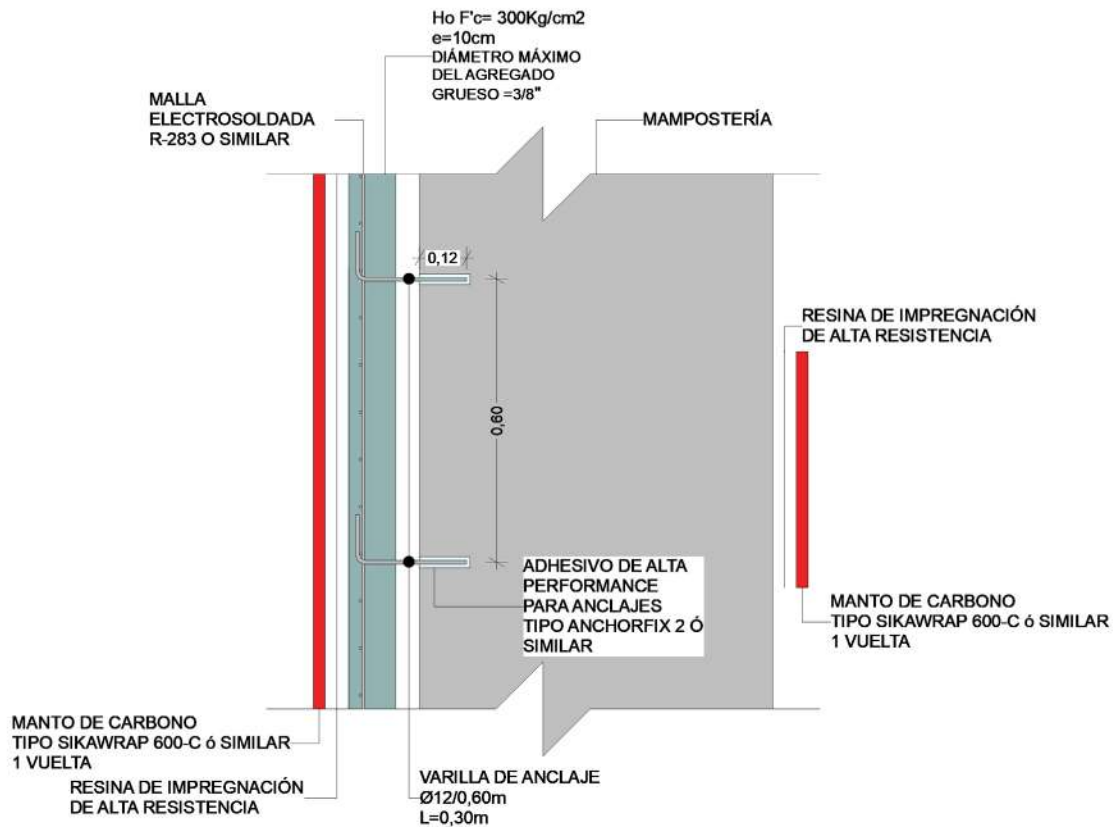 Ho F'c= 300Kg/cm2
e=10cm
DIÁMETRO MÁXIMO
DEL AGREGADO
GRUESO =3/8"
MALLA
ELECTROSOLDADA
R-283 O SIMILAR
MAMPOSTERÍA
0,12
0,60
RESINA DE IMPREGNACIÓN
DE ALTA RESISTENCIA
ADHESIVO DE ALTA
PERFORMANCE
PARA ANCLAJES
TIPO ANCHORFIX 2 Ó
SIMILAR
MANTO DE CARBONO
TIPO SIKAWRAP 600-C ó SIMILAR
1 VUELTA
MANTO DE CARBONO
TIPO SIKAWRAP 600-C ó SIMILAR
1 VUELTA
RESINA DE IMPREGNACIÓN
DE ALTA RESISTENCIA
VARILLA DE ANCLAJE
Ø12/0,60m
L=0,30m